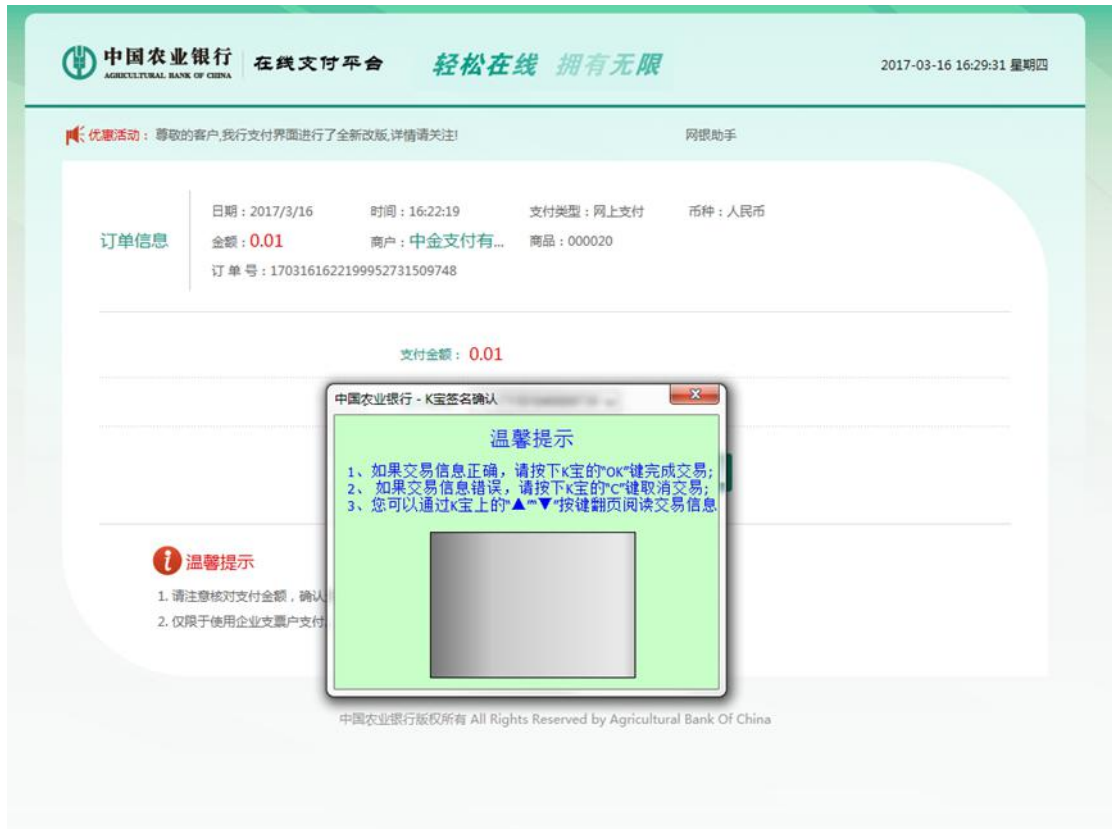 中国农业银行 在线支付平台 轻松在线 拥有无限 2017-03-16 16:29:31 星期四
AGRICULTURAL BANK OF CHINA
优惠活动：尊敬的客户,我行支付界面进行了全新改版,详情请关注! 网银助手
日期：2017/3/16 时间：16:22:19 支付类型：网上支付 币种：人民币
订单信息 金额：0.01 商户：中金支付有... 商品：000020
订 单 号：1703161622199952731509748
支付金额： 0.01
中国农业银行 - K宝签名确认
温馨提示
1、如果交易信息正确，请按下K宝的"OK"键完成交易;
2、 如果交易信息错误，请按下K宝的"C"键取消交易;
3、您可以通过K宝上的"▲""▼"按键翻页阅读交易信息
温馨提示
1. 请注意核对支付金额，确认
2. 仅限于使用企业支票户支付
中国农业银行版权所有 All Rights Reserved by Agricultural Bank Of China